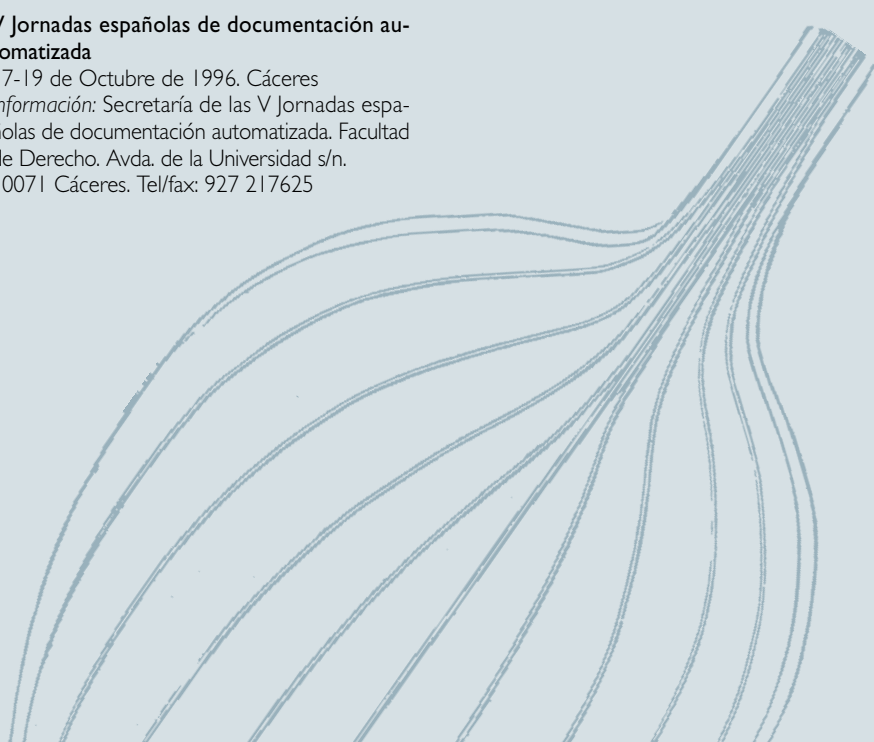 V Jornadas españolas de documentación au-
omatizada
7-19 de Octubre de 1996. Cáceres
nformación: Secretaría de las V Jornadas espa-
ñolas de documentación automatizada. Facultad
de Derecho. Avda. de la Universidad s/n.
0071 Cáceres. Tel/fax: 927 217625